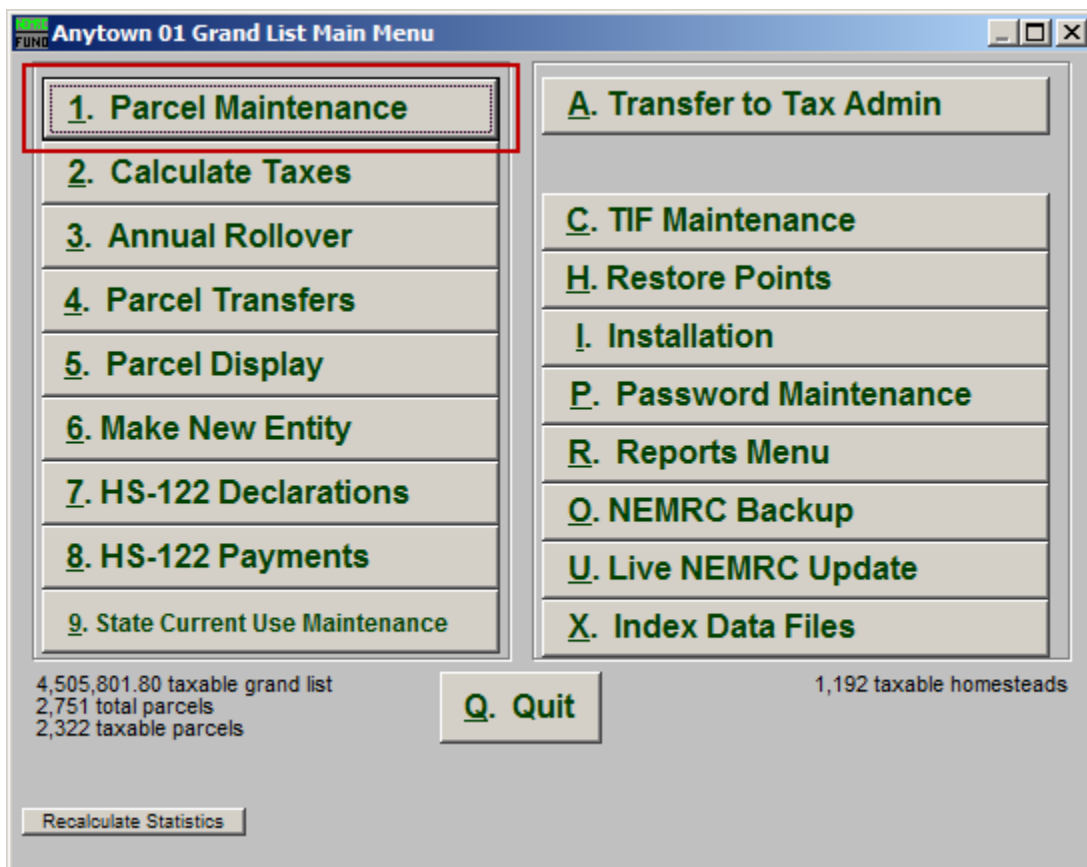 FUND Anytown 01 Grand List Main Menu
1. Parcel Maintenance
2. Calculate Taxes
3. Annual Rollover
4. Parcel Transfers
5. Parcel Display
6. Make New Entity
7. HS-122 Declarations
8. HS-122 Payments
9. State Current Use Maintenance
A. Transfer to Tax Admin
C. TIF Maintenance
H. Restore Points
I. Installation
P. Password Maintenance
R. Reports Menu
O. NEMRC Backup
U. Live NEMRC Update
X. Index Data Files
4,505,801.80 taxable grand list
2,751 total parcels
2,322 taxable parcels
Q. Quit
1,192 taxable homesteads
Recalculate Statistics